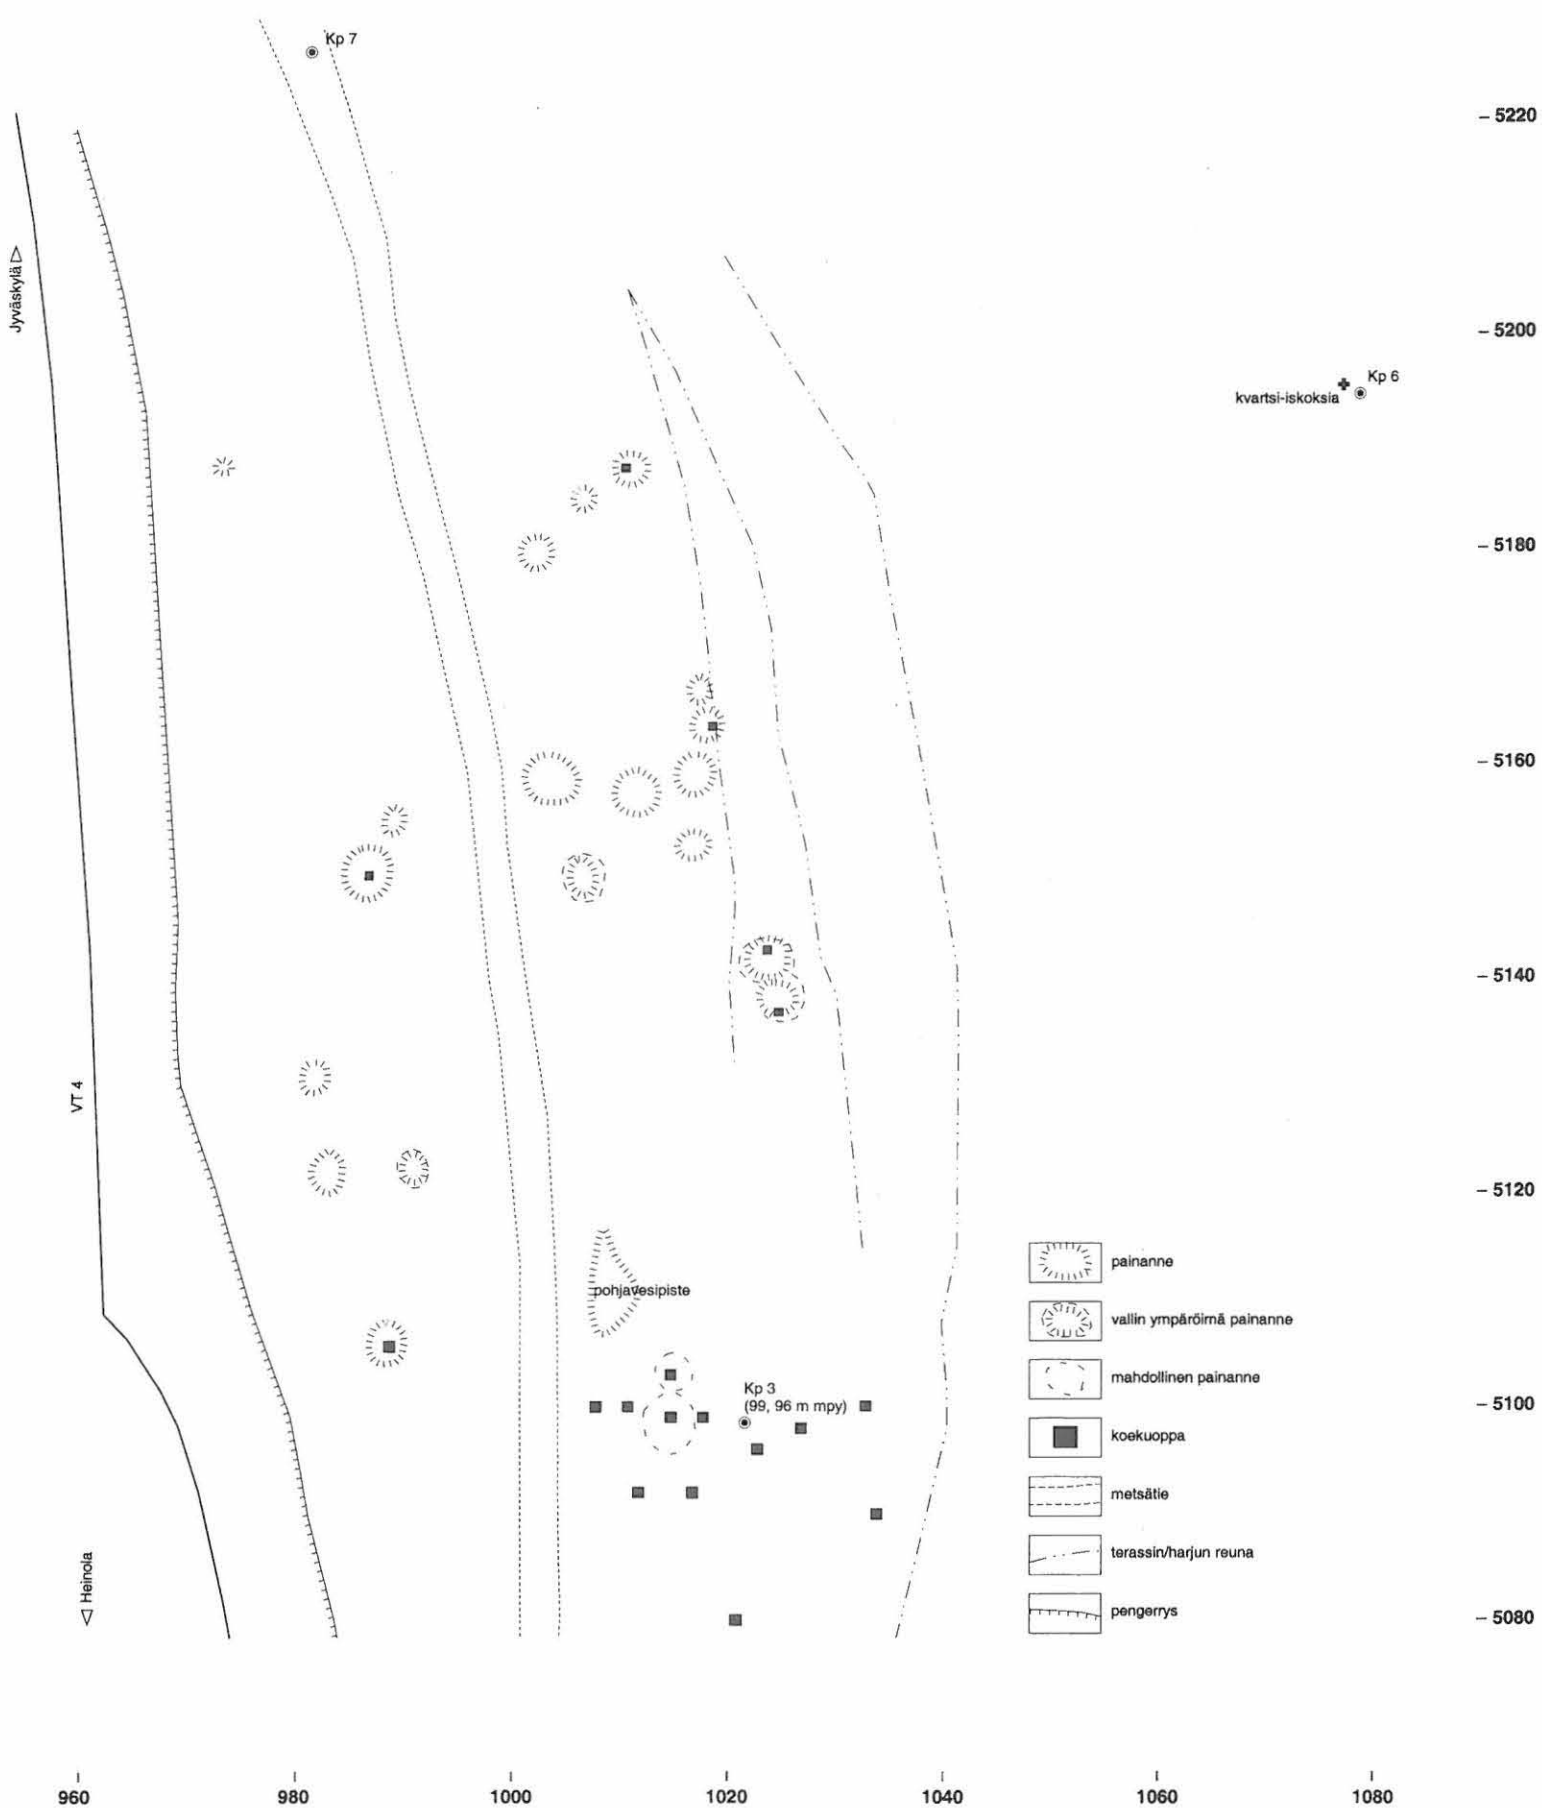 Kp 7
– 5220
Jyväskylä
– 5200
Kp 6
kvartsi-iskoksia
– 5180
– 5160
– 5140
VT 4
– 5120
painanne
pohjavesipiste
vallin ympäröimä painanne
mahdollinen painanne
Kp 3
(99, 96 m mpy)
– 5100
koekuoppa
metsätie
terassin/harjun reuna
Heinola
pengerrys
– 5080
960 980 1000 1020 1040 1060 1080